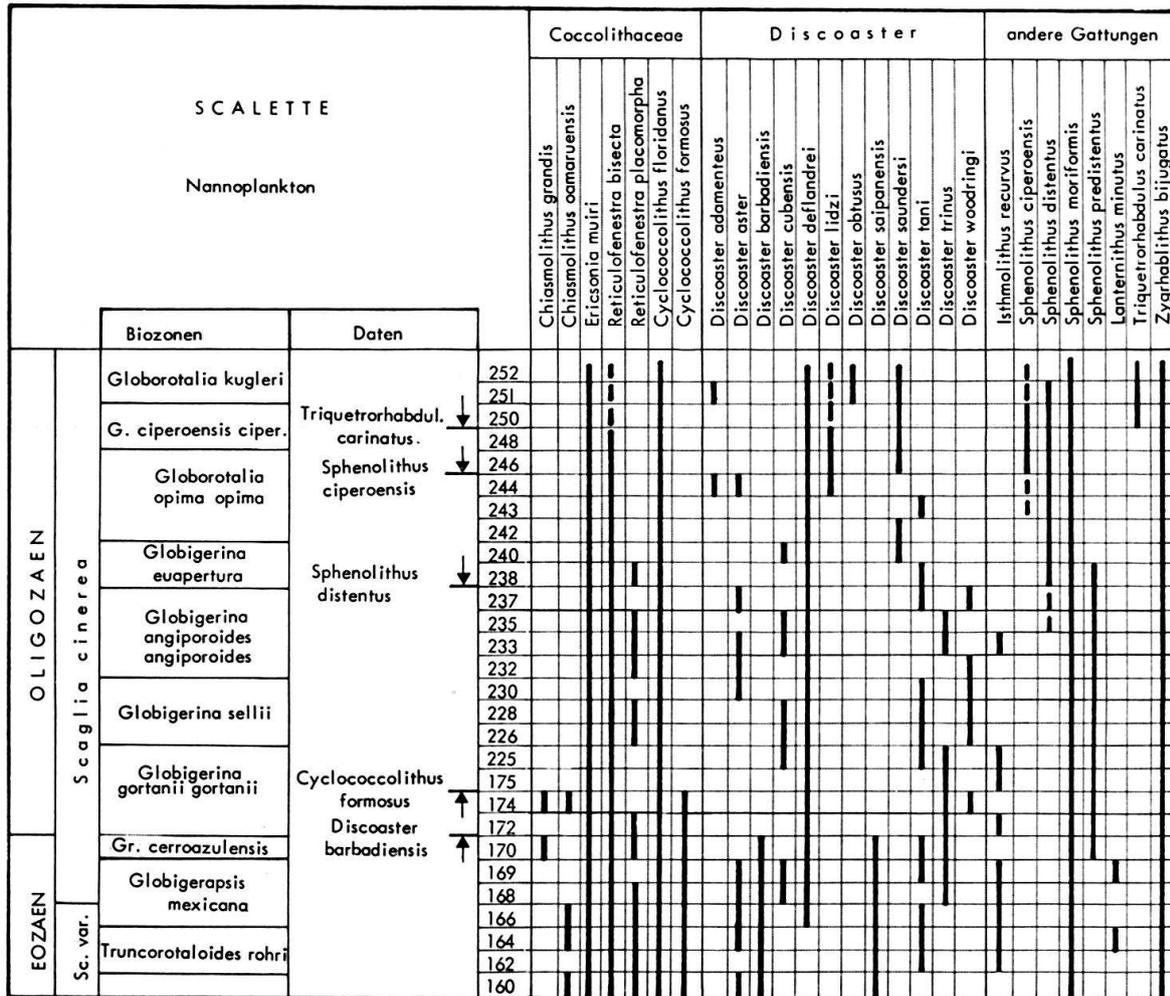 Coccolithaceae
Discoaster
andere Gattungen
SCALETTE
Nannoplankton
Chiasmolithus grandis
Chiasmolithus oamaruensis
Ericsonia muiri
Reticulofenestra bisecta
Reticulofenestra placomorpha
Cyclococcolithus floridanus
Cyclococcolithus formosus
Discoaster adamenteus
Discoaster aster
Discoaster barbadiensis
Discoaster cubensis
Discoaster deflandrei
Discoaster lidzi
Discoaster obtusus
Discoaster saipanensis
Discoaster saundersi
Discoaster tani
Discoaster trinus
Discoaster woodringi
Isthmolithus recurvus
Sphenolithus ciperoensis
Sphenolithus distentus
Sphenolithus moriformis
Sphenolithus predistentus
Lanternithus minutus
Triquetrorhabdulus carinatus
Zygrhablithus bijugatus
Biozonen
Daten
OLIGOZAEN
EOZAEN
Scaglia cinerea
Sc. var.
Globorotalia kugleri
G. ciperoensis ciper.
Globorotalia
opima opima
Globigerina
euapertura
Globigerina
angiporoides
angiporoides
Globigerina sellii
Globigerina
gortanii gortanii
Gr. cerroazulensis
Globigerapsis
mexicana
Truncorotaloides rohri
Triquetrorhabdul.
carinatus.
Sphenolithus
ciperoensis
Sphenolithus
distentus
Cyclococcolithus
formosus
Discoaster
barbadiensis
252
251
250
248
246
244
243
242
240
238
237
235
233
232
230
228
226
225
175
174
172
170
169
168
166
164
162
160